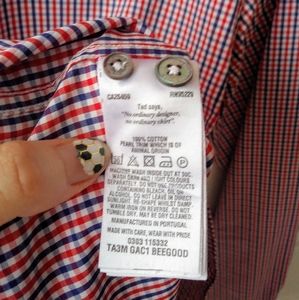 CA25409 RN95229
Ted says,
"No ordinary designer,
no ordinary shirt".
100% COTTON
PEARL TRIM WHICH IS OF
ANIMAL ORIGIN
MACHINE WASH INSIDE OUT AT 30C.
WASH DARK AND LIGHT COLOURS
SEPARATELY. DO NOT USE PRODUCTS
CONTAINING BLEACH, OIL OR
SOLVENT. DO NOT LEAVE IN DIRECT
SUNLIGHT. RE-SHAPE WHILST DAMP.
WARM IRON ON REVERSE. DO NOT
TUMBLE DRY. MAY BE DRY CLEANED.
MANUFACTURED IN PORTUGAL
MADE WITH CARE, WEAR WITH PRIDE
0303 115332
TA3M GAC1 BEEGOOD